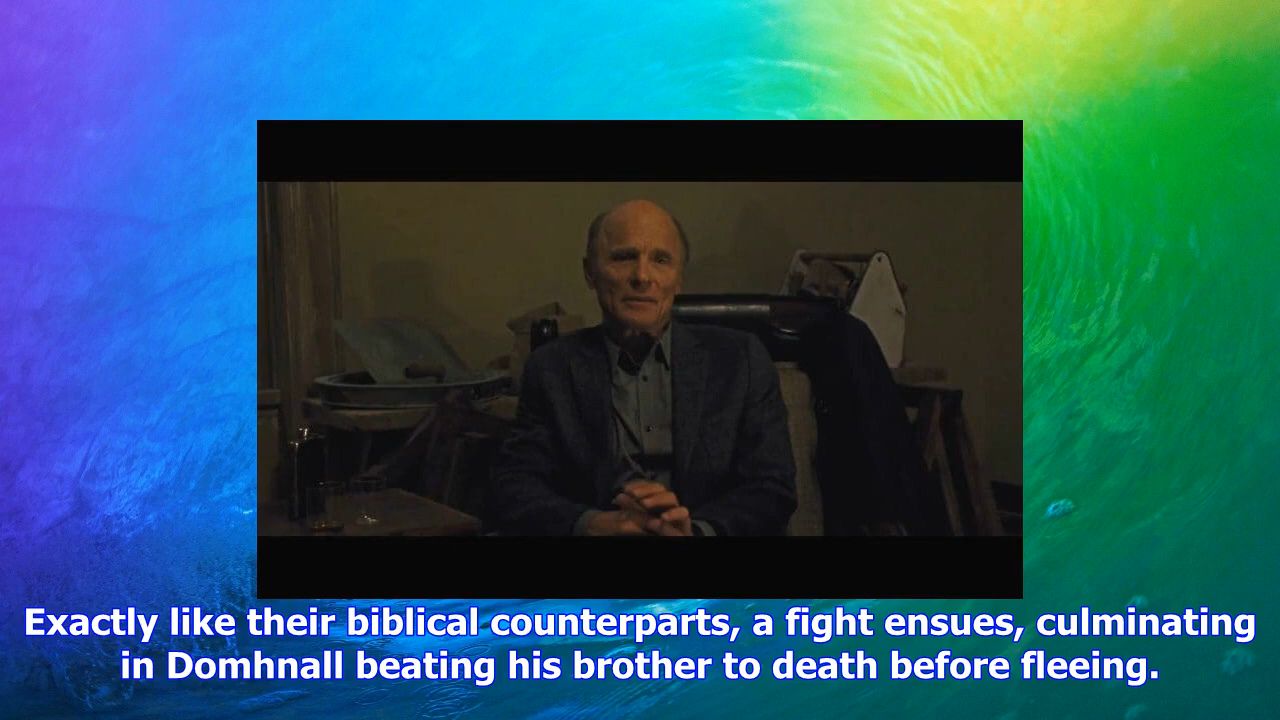 Exactly like their biblical counterparts, a fight ensues, culminating
in Domhnall beating his brother to death before fleeing.